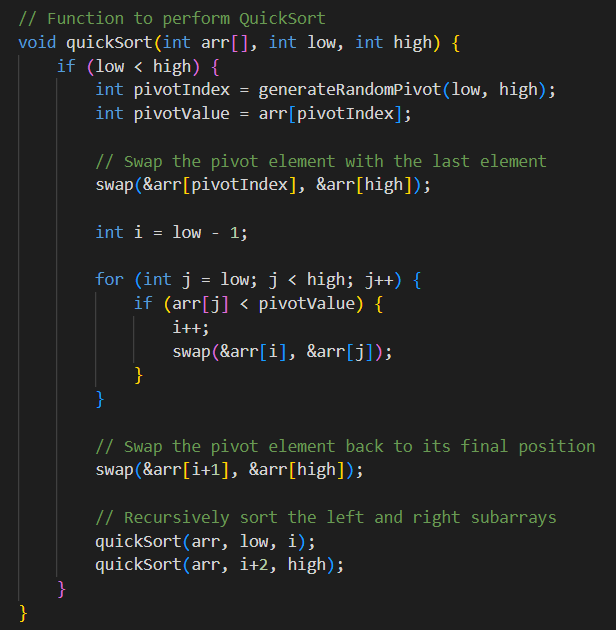 // Function to perform QuickSort
void quickSort(int arr[], int low, int high) {
    if (low < high) {
        int pivotIndex = generateRandomPivot(low, high);
        int pivotValue = arr[pivotIndex];

        // Swap the pivot element with the last element
        swap(&arr[pivotIndex], &arr[high]);

        int i = low - 1;

        for (int j = low; j < high; j++) {
            if (arr[j] < pivotValue) {
                i++;
                swap(&arr[i], &arr[j]);
            }
        }

        // Swap the pivot element back to its final position
        swap(&arr[i+1], &arr[high]);

        // Recursively sort the left and right subarrays
        quickSort(arr, low, i);
        quickSort(arr, i+2, high);
    }
}